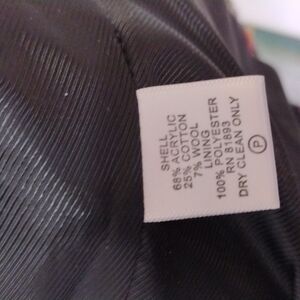 SHELL
68% ACRYLIC
25% COTTON
7% WOOL
LINING
100% POLYESTER
RN 81893
DRY CLEAN ONLY
P